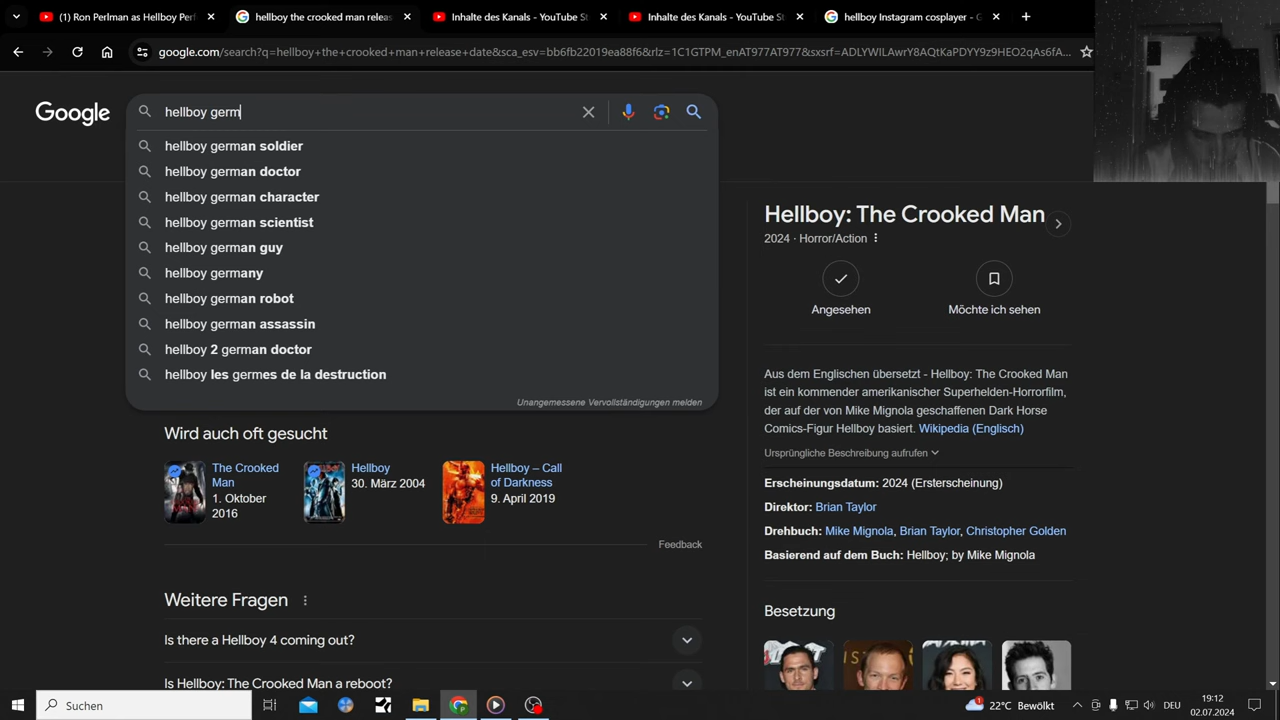 (1) Ron Perlman as Hellboy Perf
hellboy the crooked man releas
Inhalte des Kanals - YouTube St
Inhalte des Kanals - YouTube St
hellboy Instagram cosplayer - G
google.com/search?q=hellboy+the+crooked+man+release+date&sca_esv=bb6fb22019ea88f6&rlz=1C1GTPM_enAT977AT977&sxsrf=ADLYWILAwrY8AQtKaPDYY9z9HEO2qAs6fA...
Google
hellboy germ
hellboy german soldier
hellboy german doctor
hellboy german character
hellboy german scientist
hellboy german guy
hellboy germany
hellboy german robot
hellboy german assassin
hellboy 2 german doctor
hellboy les germes de la destruction
Unangemessene Vervollständigungen melden
Wird auch oft gesucht
The Crooked
Man
1. Oktober
2016
Hellboy
30. März 2004
Hellboy – Call
of Darkness
9. April 2019
Feedback
Weitere Fragen
Is there a Hellboy 4 coming out?
Is Hellboy: The Crooked Man a reboot?
Hellboy: The Crooked Man
2024 · Horror/Action
Angesehen
Möchte ich sehen
Aus dem Englischen übersetzt - Hellboy: The Crooked Man
ist ein kommender amerikanischer Superhelden-Horrorfilm,
der auf der von Mike Mignola geschaffenen Dark Horse
Comics-Figur Hellboy basiert. Wikipedia (Englisch)
Ursprüngliche Beschreibung aufrufen
Erscheinungsdatum: 2024 (Ersterscheinung)
Direktor: Brian Taylor
Drehbuch: Mike Mignola, Brian Taylor, Christopher Golden
Basierend auf dem Buch: Hellboy; by Mike Mignola
Besetzung
Suchen
22°C Bewölkt
DEU
19:12
02.07.2024